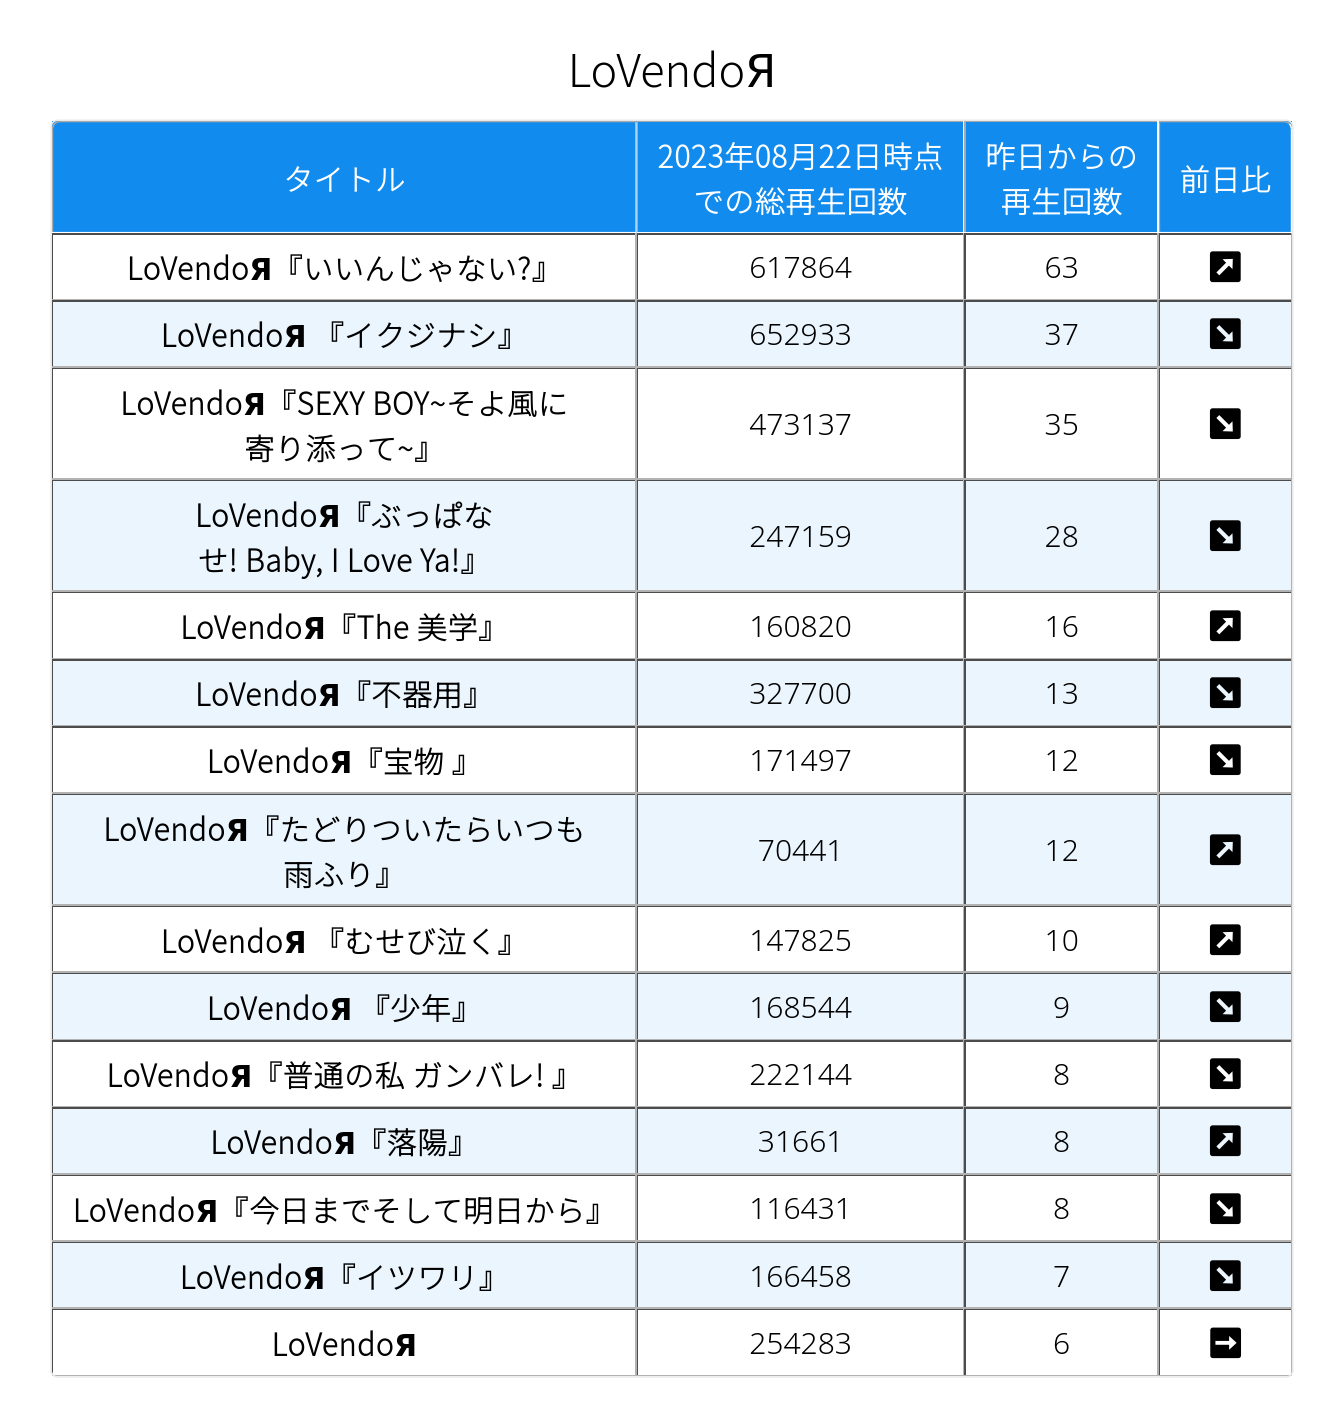 LoVendoЯ
タイトル
2023年08月22日時点
での総再生回数
昨日からの
再生回数
前日比
LoVendoЯ『いいんじゃない?』
617864
63
↗
LoVendoЯ 『イクジナシ』
652933
37
↘
LoVendoЯ『SEXY BOY~そよ風に
寄り添って~』
473137
35
↘
LoVendoЯ『ぶっぱな
せ! Baby, I Love Ya!』
247159
28
↘
LoVendoЯ『The 美学』
160820
16
↗
LoVendoЯ『不器用』
327700
13
↘
LoVendoЯ『宝物 』
171497
12
↘
LoVendoЯ『たどりついたらいつも
雨ふり』
70441
12
↗
LoVendoЯ 『むせび泣く』
147825
10
↗
LoVendoЯ 『少年』
168544
9
↘
LoVendoЯ『普通の私 ガンバレ! 』
222144
8
↘
LoVendoЯ『落陽』
31661
8
↗
LoVendoЯ『今日までそして明日から』
116431
8
↘
LoVendoЯ『イツワリ』
166458
7
↘
LoVendoЯ
254283
6
→